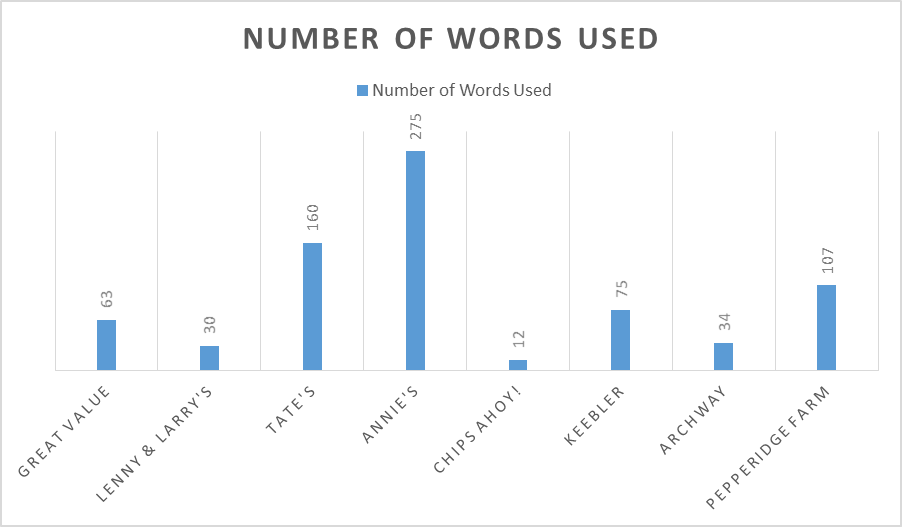 NUMBER OF WORDS USED
Number of Words Used
63
30
160
275
12
75
34
107
GREAT VALUE
LENNY & LARRY'S
TATE'S
ANNIE'S
CHIPS AHOY!
KEEBLER
ARCHWAY
PEPPERIDGE FARM